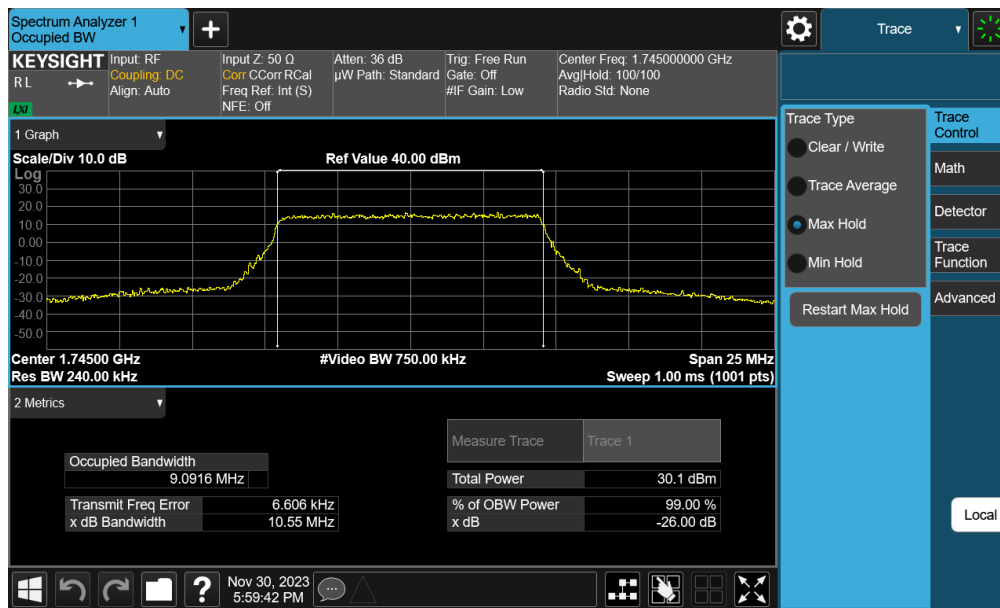 Spectrum Analyzer 1
Occupied BW
Trace
KEYSIGHT
R L
LXI
Input: RF
Coupling: DC
Align: Auto
Input Z: 50 Ω
Corr CCorr RCal
Freq Ref: Int (S)
NFE: Off
Atten: 36 dB
µW Path: Standard
Trig: Free Run
Gate: Off
#IF Gain: Low
Center Freq: 1.745000000 GHz
Avg|Hold: 100/100
Radio Std: None
1 Graph
Scale/Div 10.0 dB
Ref Value 40.00 dBm
Log
30.0
20.0
10.0
0.00
-10.0
-20.0
-30.0
-40.0
-50.0
Center 1.74500 GHz
#Video BW 750.00 kHz
Span 25 MHz
Res BW 240.00 kHz
Sweep 1.00 ms (1001 pts)
2 Metrics
Measure Trace
Trace 1
Occupied Bandwidth
9.0916 MHz
Total Power
30.1 dBm
Transmit Freq Error
6.606 kHz
% of OBW Power
99.00 %
x dB Bandwidth
10.55 MHz
x dB
-26.00 dB
Trace Type
Clear / Write
Trace Average
Max Hold
Min Hold
Restart Max Hold
Trace
Control
Math
Detector
Trace
Function
Advanced
Local
?
Nov 30, 2023
5:59:42 PM